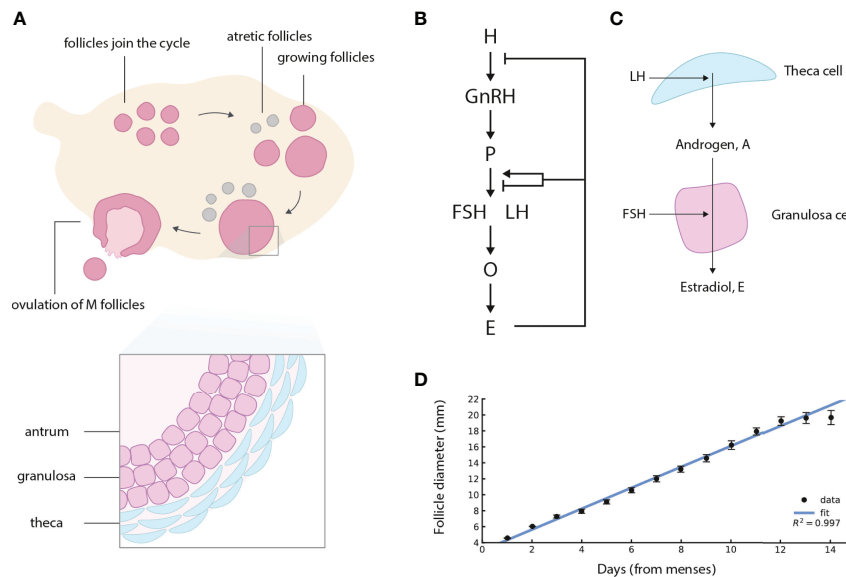 A
follicles join the cycle
atretic follicles
growing follicles
ovulation of M follicles
antrum
granulosa
theca
B
H
GnRH
P
FSH LH
O
E
C
LH
Theca cell
Androgen, A
FSH
Granulosa ce
Estradiol, E
D
Follicle diameter (mm)
22
20
18
16
14
12
10
8
6
4
0 2 4 6 8 10 12 14
Days (from menses)
data
fit
R² = 0.997